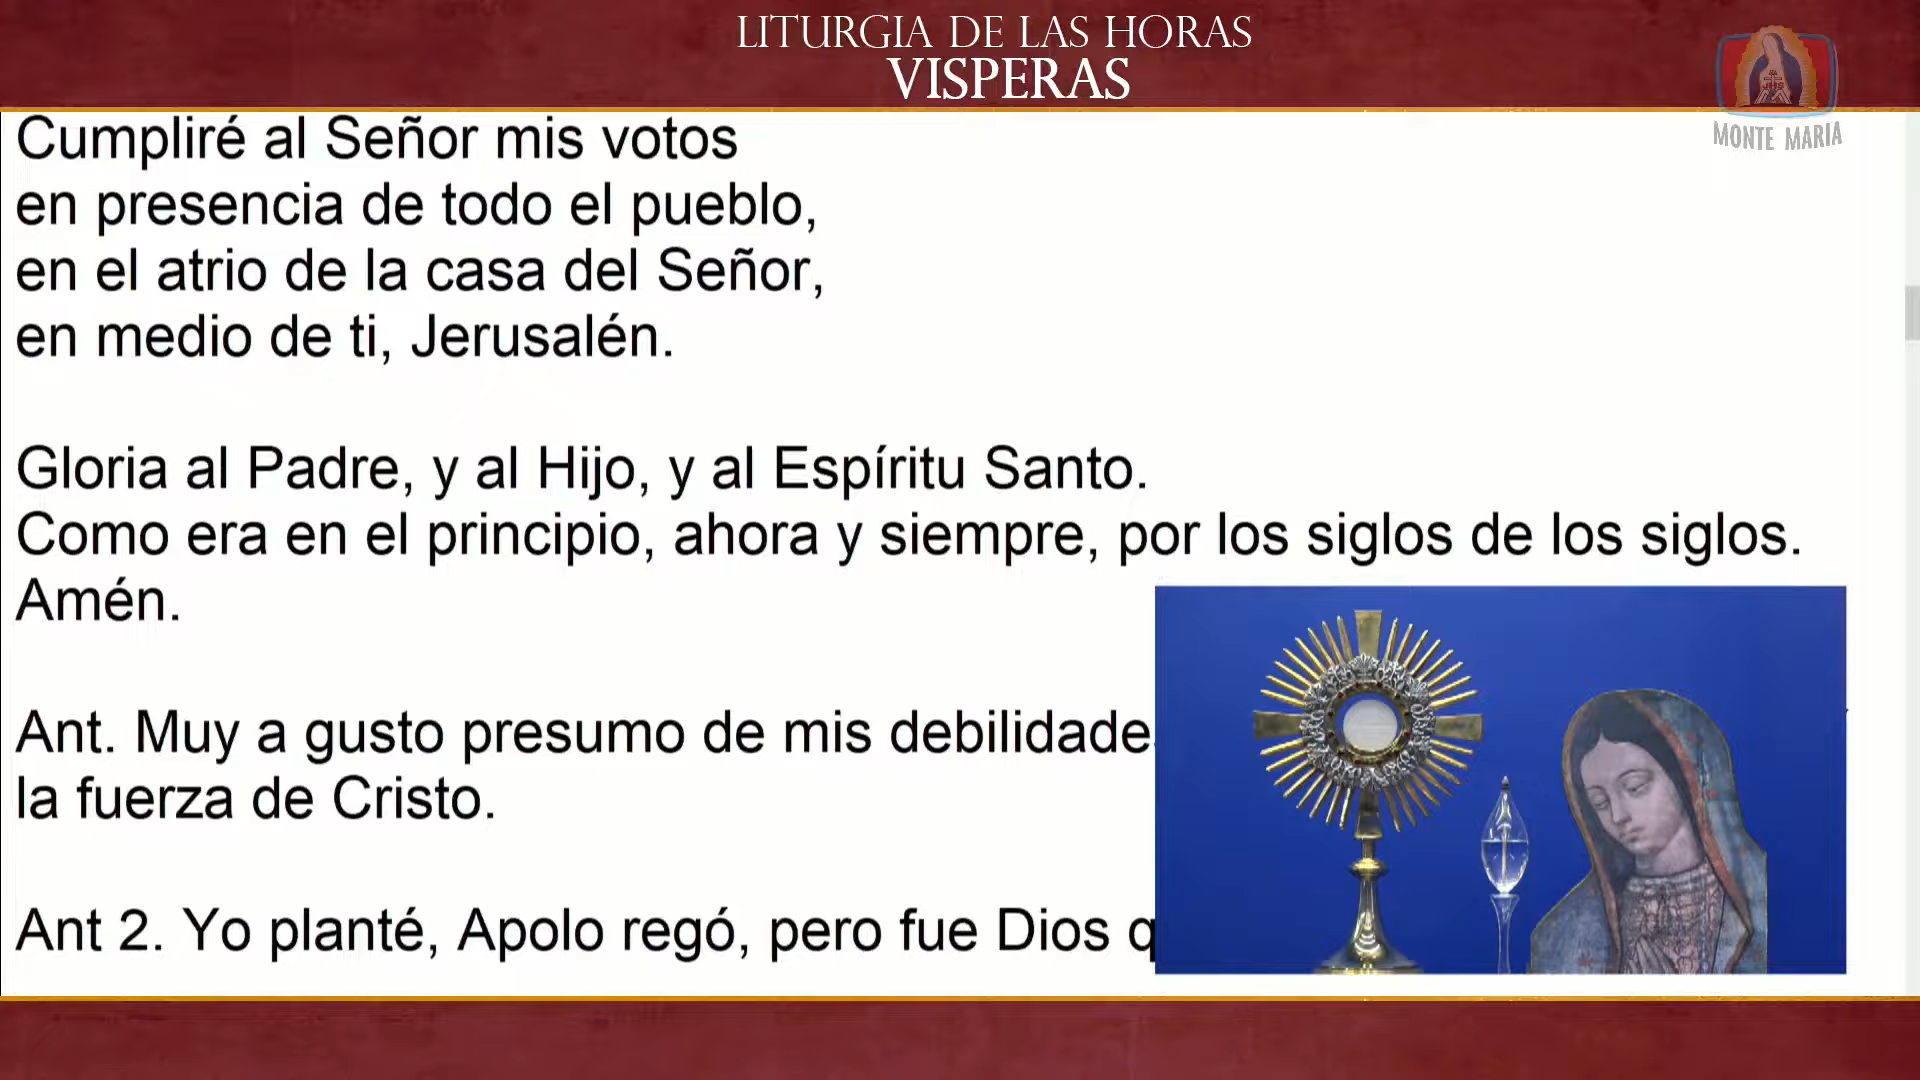 LITURGIA DE LAS HORAS
VISPERAS
MONTE MARIA
Cumpliré al Señor mis votos
en presencia de todo el pueblo,
en el atrio de la casa del Señor,
en medio de ti, Jerusalén.
Gloria al Padre, y al Hijo, y al Espíritu Santo.
Como era en el principio, ahora y siempre, por los siglos de los siglos.
Amén.
Ant. Muy a gusto presumo de mis
la fuerza de Cristo.
Ant 2. Yo planté, Apolo regó, pero fue Dios